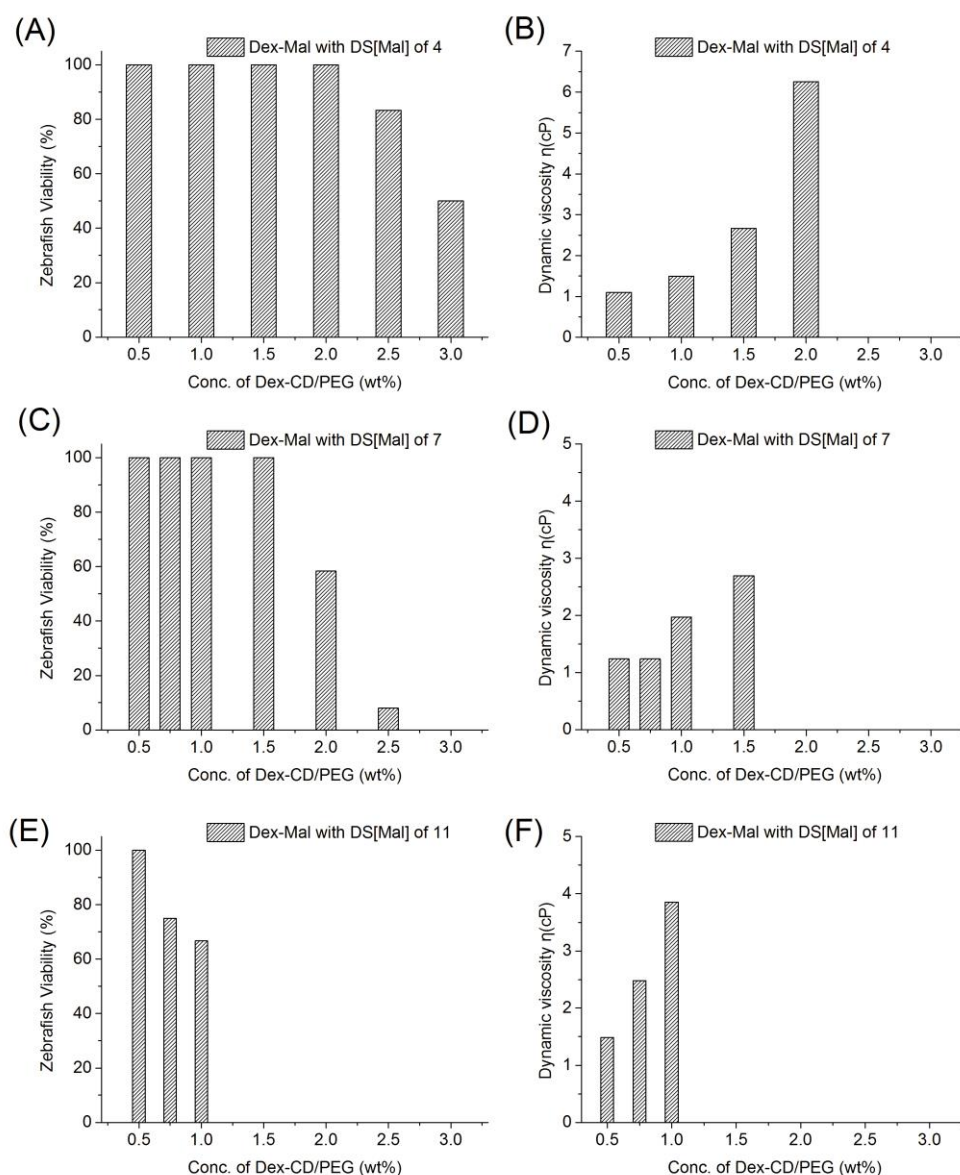 (A)
Dex-Mal with DS[Mal] of 4
Zebrafish Viability (%)
100
80
60
40
20
0
0.5 1.0 1.5 2.0 2.5 3.0
Conc. of Dex-CD/PEG (wt%)
(B)
Dex-Mal with DS[Mal] of 4
Dynamic viscosity η(cP)
7
6
5
4
3
2
1
0
0.5 1.0 1.5 2.0 2.5 3.0
Conc. of Dex-CD/PEG (wt%)
(C)
Dex-Mal with DS[Mal] of 7
Zebrafish Viability (%)
100
80
60
40
20
0
0.5 1.0 1.5 2.0 2.5 3.0
Conc. of Dex-CD/PEG (wt%)
(D)
Dex-Mal with DS[Mal] of 7
Dynamic viscosity η(cP)
5
4
3
2
1
0
0.5 1.0 1.5 2.0 2.5 3.0
Conc. of Dex-CD/PEG (wt%)
(E)
Dex-Mal with DS[Mal] of 11
Zebrafish Viability (%)
100
80
60
40
20
0
0.5 1.0 1.5 2.0 2.5 3.0
Conc. of Dex-CD/PEG (wt%)
(F)
Dex-Mal with DS[Mal] of 11
Dynamic viscosity η(cP)
5
4
3
2
1
0
0.5 1.0 1.5 2.0 2.5 3.0
Conc. of Dex-CD/PEG (wt%)